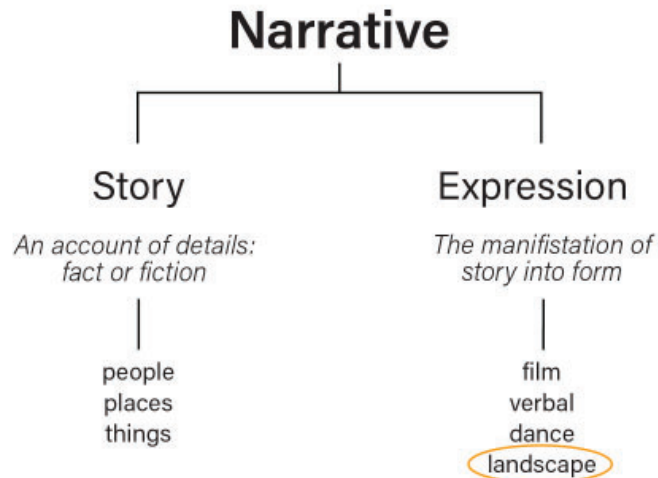 Narrative
Story
An account of details:
fact or fiction
people
places
things
Expression
The manifistation of
story into form
film
verbal
dance
landscape